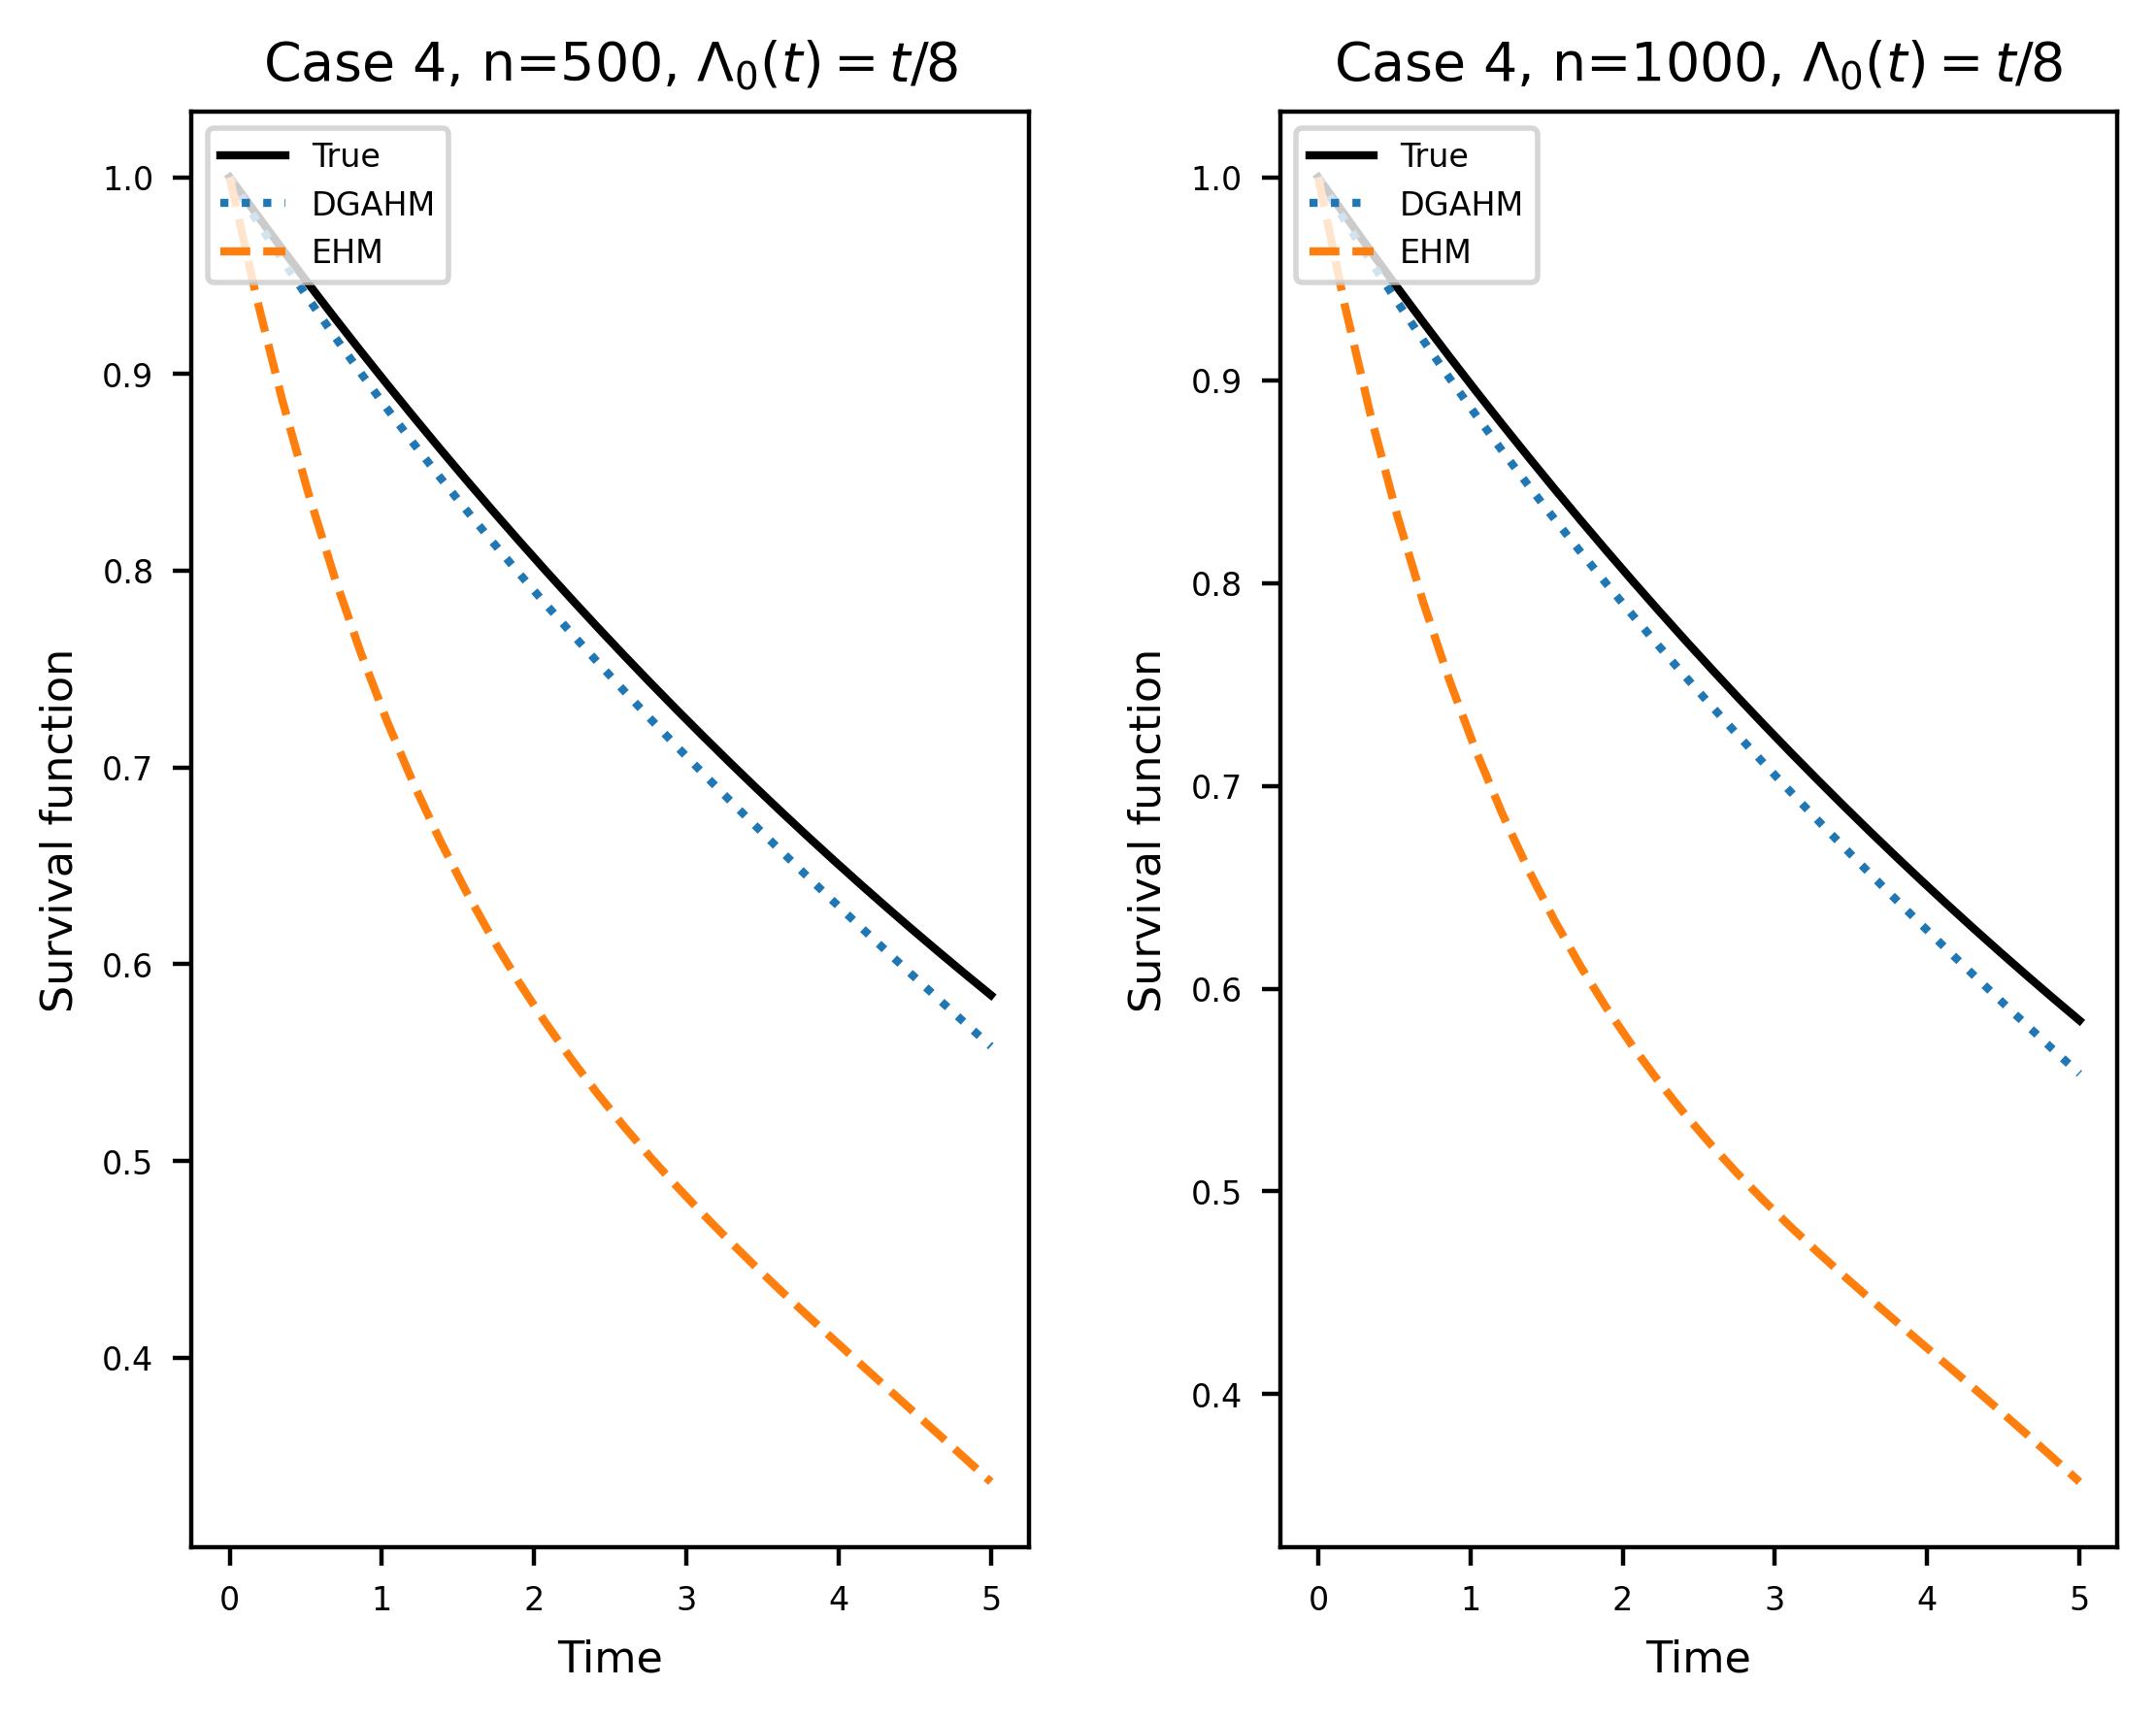 Case 4, n=500, Λ₀(t) = t/8
True
DGAHM
EHM
1.0
0.9
0.8
0.7
0.6
0.5
0.4
Survival function
0 1 2 3 4 5
Time
Case 4, n=1000, Λ₀(t) = t/8
True
DGAHM
EHM
1.0
0.9
0.8
0.7
0.6
0.5
0.4
Survival function
0 1 2 3 4 5
Time